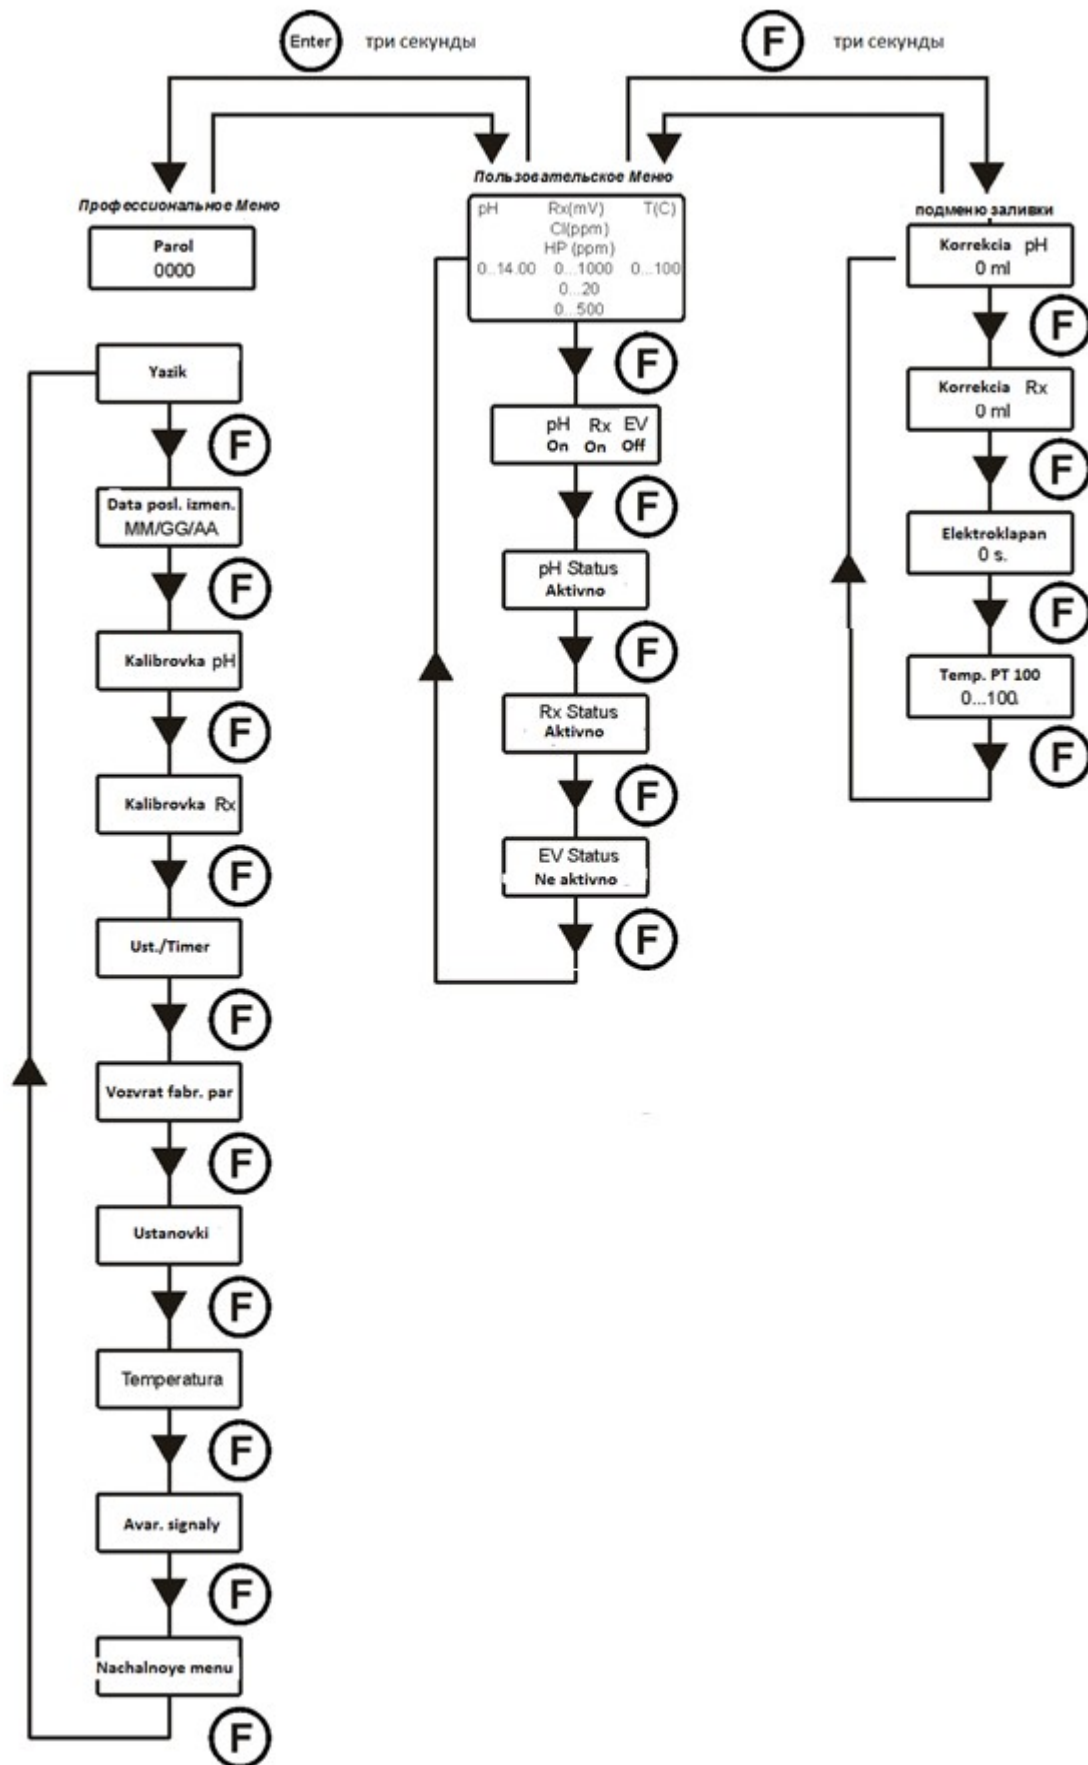 Enter три секунды
F три секунды
Профессиональное Меню
Parol
0000
Yazik
F
Data posl. izmen.
MM/GG/AA
F
Kalibrovka pH
F
Kalibrovka Rx
F
Ust./Timer
F
Vozvrat fabr. par
F
Ustanovki
F
Temperatura
F
Avar. signaly
F
Nachalnoye menu
F
Пользовательское Меню
pH Rx(mV) T(C)
Cl(ppm)
HP (ppm)
0...14.00 0...1000 0...100
0...20
0...500
F
pH Rx EV
On On Off
F
pH Status
Aktivno
F
Rx Status
Aktivno
F
EV Status
Ne aktivno
F
подменю заливки
Korrekcia pH
0 ml
F
Korrekcia Rx
0 ml
F
Elektroklapan
0 s.
F
Temp. PT 100
0...100.
F